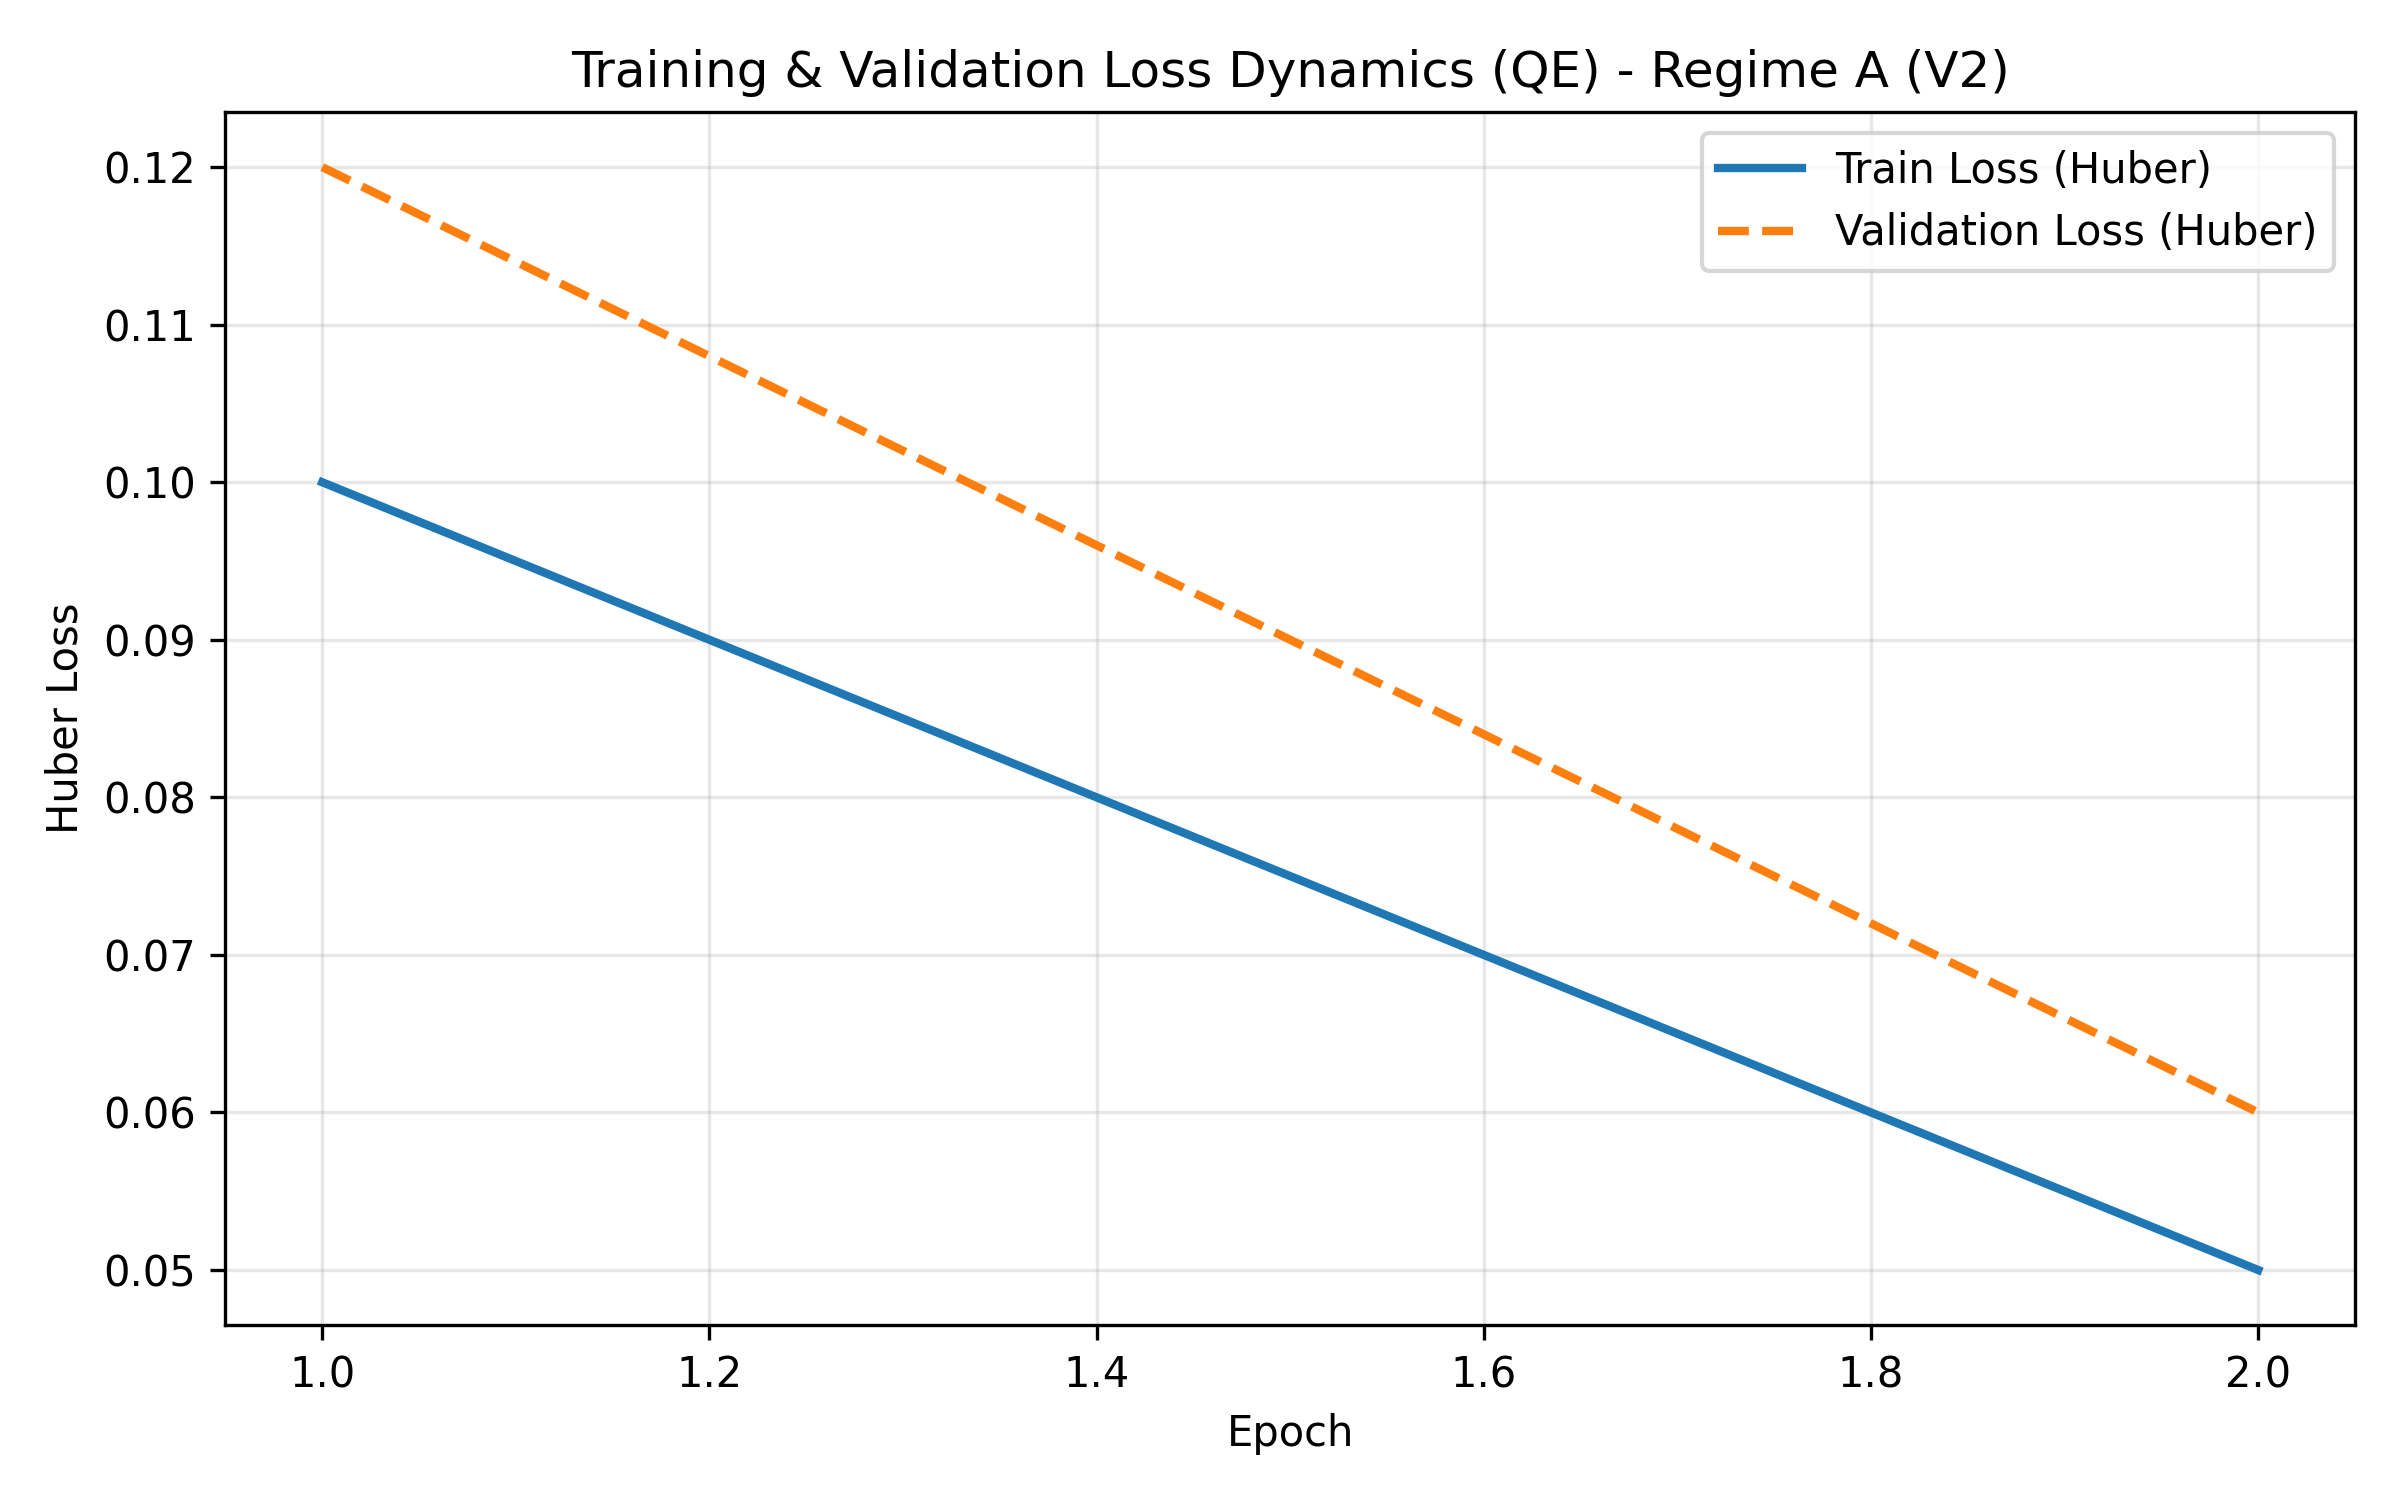 Training & Validation Loss Dynamics (QE) - Regime A (V2)
Train Loss (Huber)
Validation Loss (Huber)
Huber Loss
0.12
0.11
0.10
0.09
0.08
0.07
0.06
0.05
1.0 1.2 1.4 1.6 1.8 2.0
Epoch